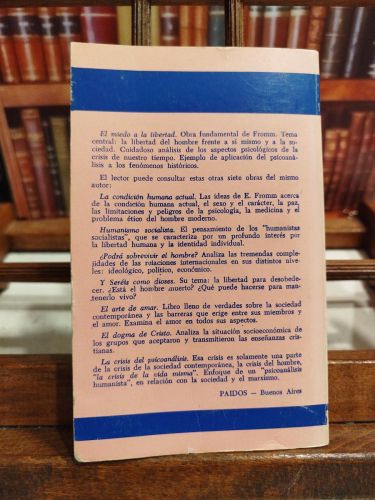 El miedo a la libertad. Obra fundamental de Fromm. Tema
central: la libertad del hombre frente a sí mismo y a la so-
ciedad. Cuidadoso análisis de los aspectos psicológicos de la
crisis de nuestro tiempo. Ejemplo de aplicación del psicoaná-
lisis a los fenómenos históricos.
El lector puede consultar estas otras siete obras del mismo
autor:
La condición humana actual. Las ideas de E. Fromm acerca
de la condición humana actual, el sexo y el carácter, la paz,
las limitaciones y peligros de la psicología, la medicina y el
problema ético del hombre moderno.
Humanismo socialista. El pensamiento de los "humanistas
socialistas", que se caracteriza por un profundo interés por
la libertad humana y la identidad individual.
¿Podrá sobrevivir el hombre? Analiza las tremendas comple-
jidades de las relaciones internacionales en sus distintos nive-
les: ideológico, político, económico.
Y Seréis como dioses. Su tema: la libertad para desobede-
cer. ¿Está el hombre muerto? ¿Qué puede hacerse para man-
tenerlo vivo?
El arte de amar. Libro lleno de verdades sobre la sociedad
contemporánea y las barreras que erige entre sus miembros y
el amor. Examina el amor en todos sus aspectos.
El dogma de Cristo. Analiza la situación socioeconómica de
los grupos que aceptaron y transmitieron las enseñanzas cris-
tianas.
La crisis del psicoanálisis. Esa crisis es solamente una parte
de la crisis de la sociedad contemporánea, la crisis del hombre,
"la crisis de la vida misma". Enfoque de un "psicoanálisis
humanista", en relación con la sociedad y el marxismo.
PAIDOS — Buenos Aires